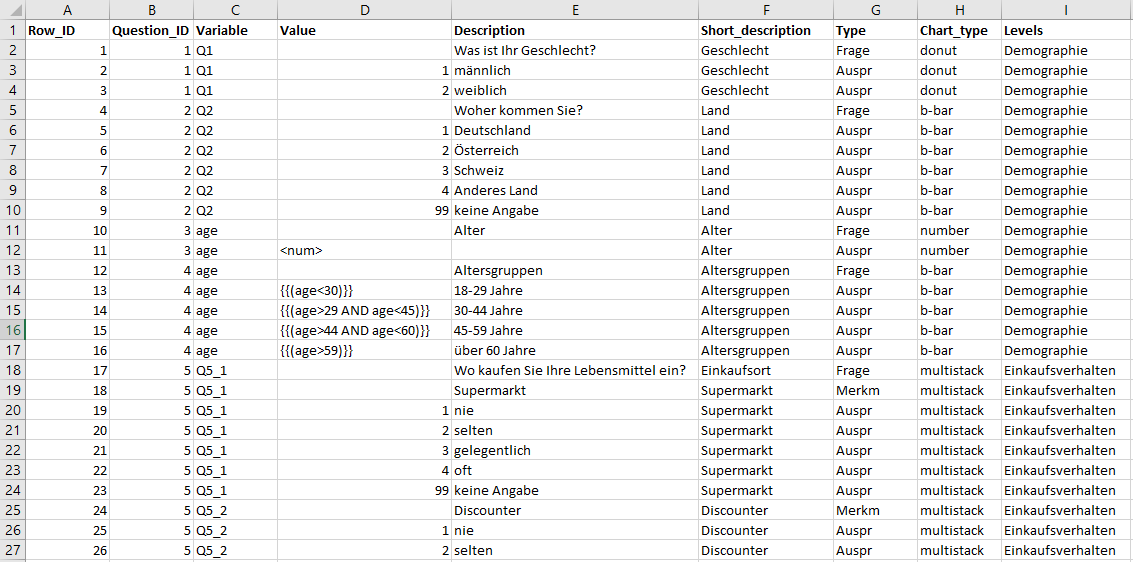 A B C D E F G H I
1 Row_ID Question_ID Variable Value Description Short_description Type Chart_type Levels
2 1 1 Q1 Was ist Ihr Geschlecht? Geschlecht Frage donut Demographie
3 2 1 Q1 1 männlich Geschlecht Auspr donut Demographie
4 3 1 Q1 2 weiblich Geschlecht Auspr donut Demographie
5 4 2 Q2 Woher kommen Sie? Land Frage b-bar Demographie
6 5 2 Q2 1 Deutschland Land Auspr b-bar Demographie
7 6 2 Q2 2 Österreich Land Auspr b-bar Demographie
8 7 2 Q2 3 Schweiz Land Auspr b-bar Demographie
9 8 2 Q2 4 Anderes Land Land Auspr b-bar Demographie
10 9 2 Q2 99 keine Angabe Land Auspr b-bar Demographie
11 10 3 age Alter Alter Frage number Demographie
12 11 3 age <num> Alter Auspr number Demographie
13 12 4 age Altersgruppen Altersgruppen Frage b-bar Demographie
14 13 4 age {{(age<30)}} 18-29 Jahre Altersgruppen Auspr b-bar Demographie
15 14 4 age {{(age>29 AND age<45)}} 30-44 Jahre Altersgruppen Auspr b-bar Demographie
16 15 4 age {{(age>44 AND age<60)}} 45-59 Jahre Altersgruppen Auspr b-bar Demographie
17 16 4 age {{(age>59)}} über 60 Jahre Altersgruppen Auspr b-bar Demographie
18 17 5 Q5_1 Wo kaufen Sie Ihre Lebensmittel ein? Einkaufsort Frage multistack Einkaufsverhalten
19 18 5 Q5_1 Supermarkt Supermarkt Merkm multistack Einkaufsverhalten
20 19 5 Q5_1 1 nie Supermarkt Auspr multistack Einkaufsverhalten
21 20 5 Q5_1 2 selten Supermarkt Auspr multistack Einkaufsverhalten
22 21 5 Q5_1 3 gelegentlich Supermarkt Auspr multistack Einkaufsverhalten
23 22 5 Q5_1 4 oft Supermarkt Auspr multistack Einkaufsverhalten
24 23 5 Q5_1 99 keine Angabe Supermarkt Auspr multistack Einkaufsverhalten
25 24 5 Q5_2 Discounter Discounter Merkm multistack Einkaufsverhalten
26 25 5 Q5_2 1 nie Discounter Auspr multistack Einkaufsverhalten
27 26 5 Q5_2 2 selten Discounter Auspr multistack Einkaufsverhalten